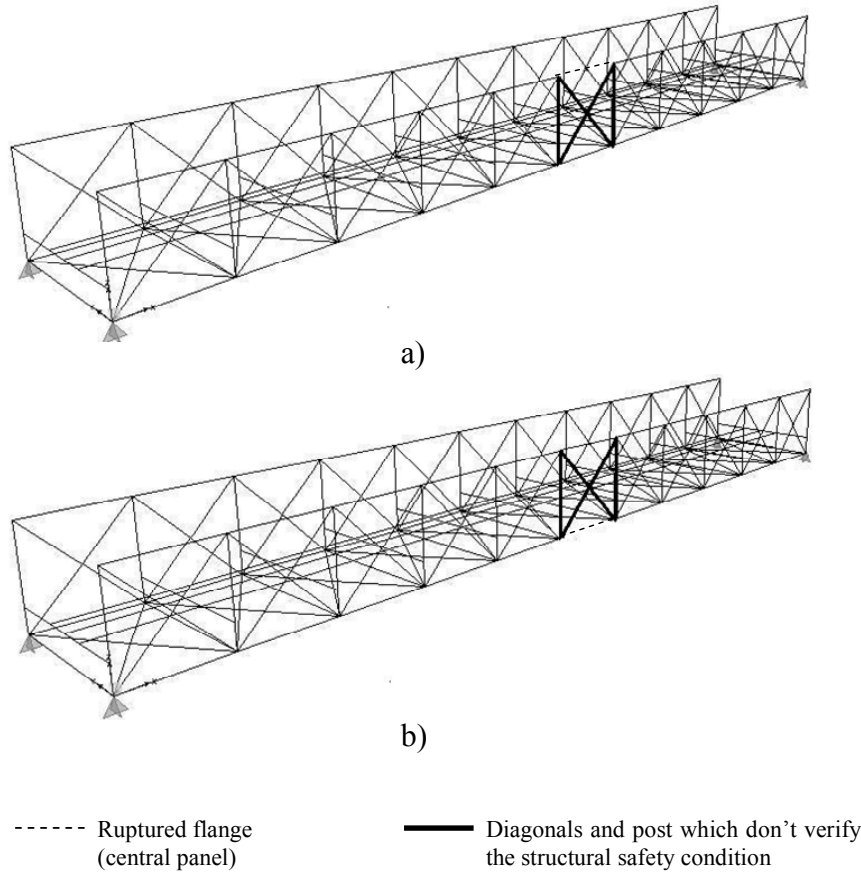 a)
b)
Ruptured flange
(central panel)
Diagonals and post which don't verify
the structural safety condition